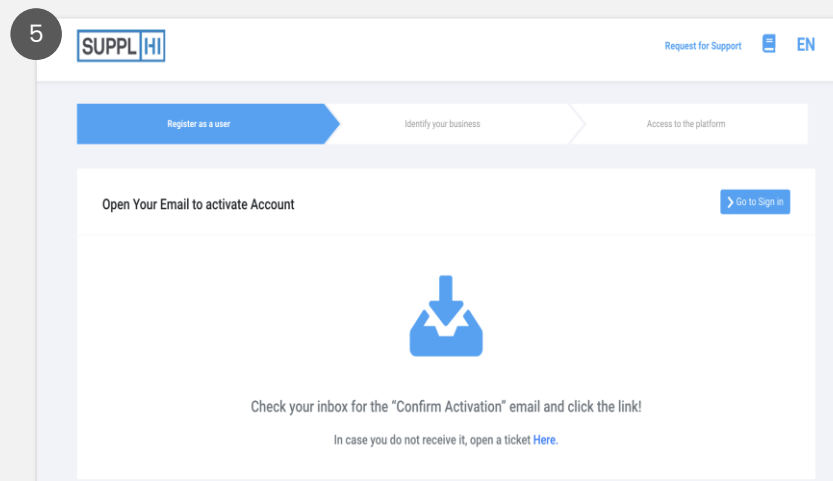 5
SUPPL HI
Request for Support
EN
Register as a user
Identify your business
Access to the platform
Open Your Email to activate Account
❯ Go to Sign in
Check your inbox for the “Confirm Activation” email and click the link!
In case you do not receive it, open a ticket Here.